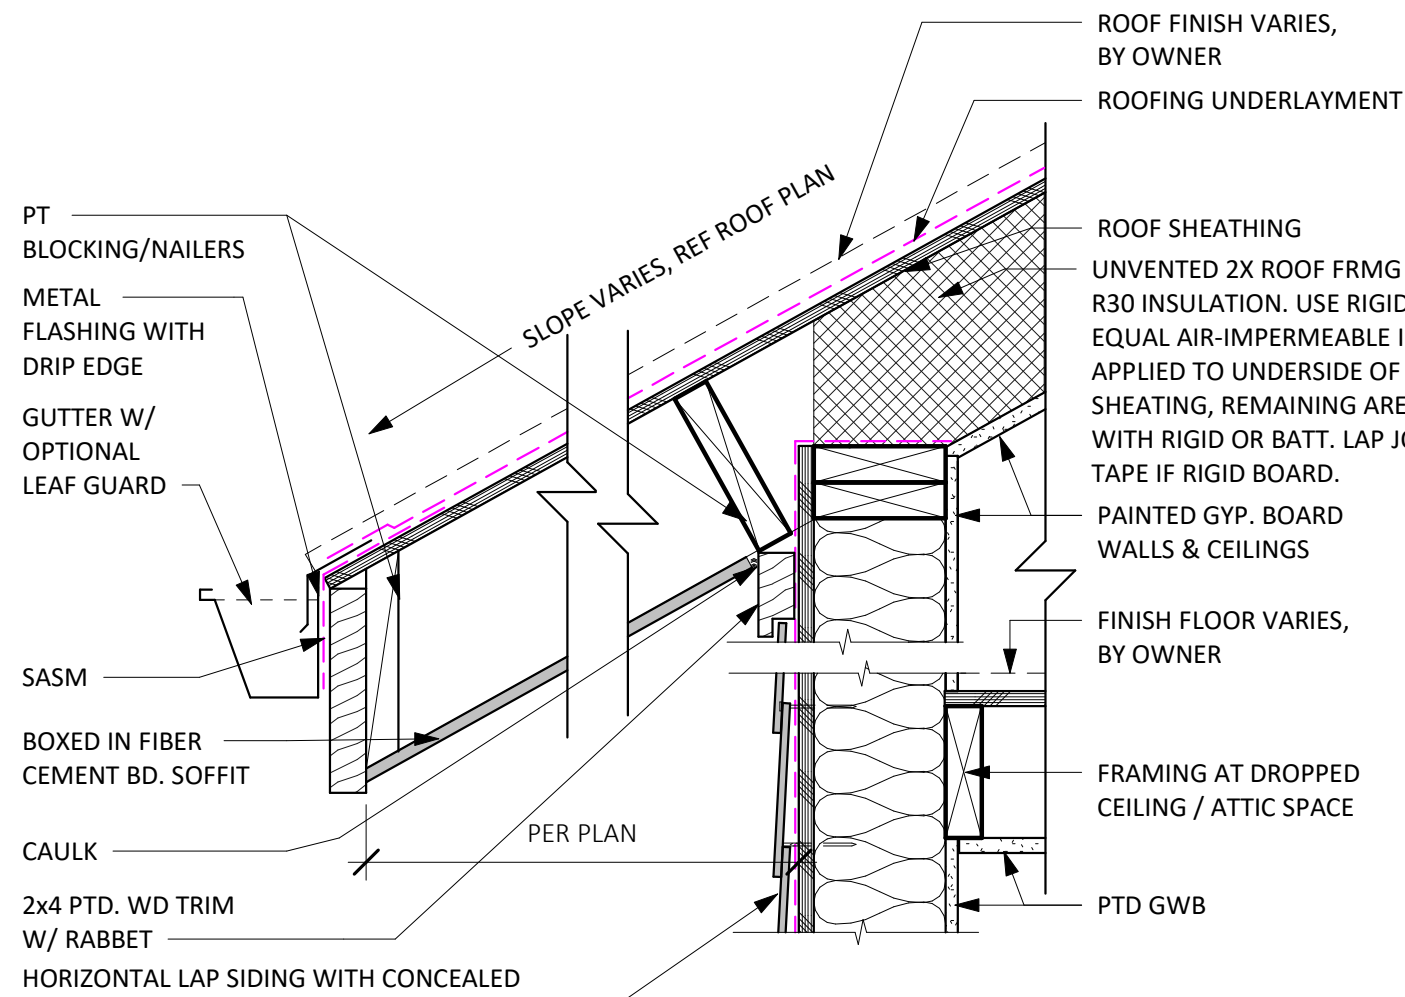 ROOF FINISH VARIES,
BY OWNER
ROOFING UNDERLAYMENT
SLOPE VARIES, REF ROOF PLAN
PT
BLOCKING/NAILERS
METAL
FLASHING WITH
DRIP EDGE
GUTTER W/
OPTIONAL
LEAF GUARD
SASM
BOXED IN FIBER
CEMENT BD. SOFFIT
CAULK
2x4 PTD. WD TRIM
W/ RABBET
HORIZONTAL LAP SIDING WITH CONCEALED
PER PLAN
ROOF SHEATHING
UNVENTED 2X ROOF FRMG
R30 INSULATION. USE RIGID
EQUAL AIR-IMPERMEABLE
APPLIED TO UNDERSIDE OF
SHEATING, REMAINING
WITH RIGID OR BATT. LAP
TAPE IF RIGID BOARD.
PAINTED GYP. BOARD
WALLS & CEILINGS
FINISH FLOOR VARIES,
BY OWNER
FRAMING AT DROPPED
CEILING / ATTIC SPACE
PTD GWB